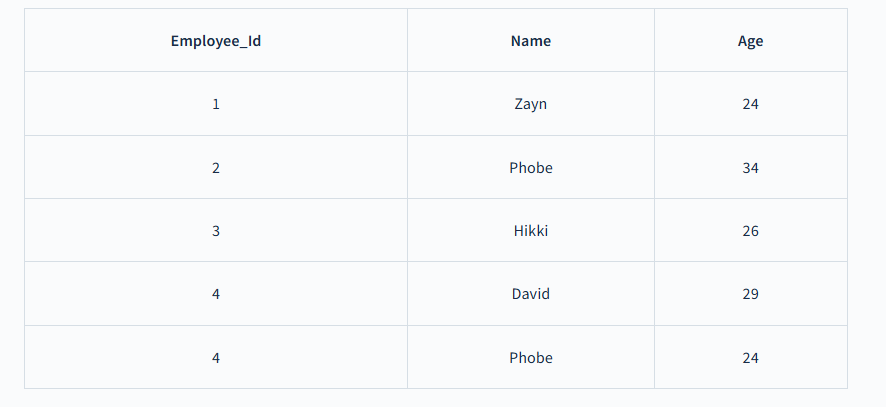 Employee_Id Name Age
1 Zayn 24
2 Phobe 34
3 Hikki 26
4 David 29
4 Phobe 24